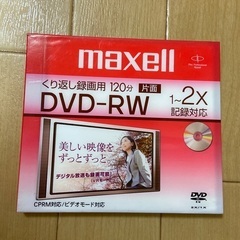 maxell
くり返し録画用 120分 片面
DVD-RW
1~2X
記録対応
美しい映像を
ずっとずっと。
デジタル放送も録画可能
CPRM対応/ビデオモード対応
DVD